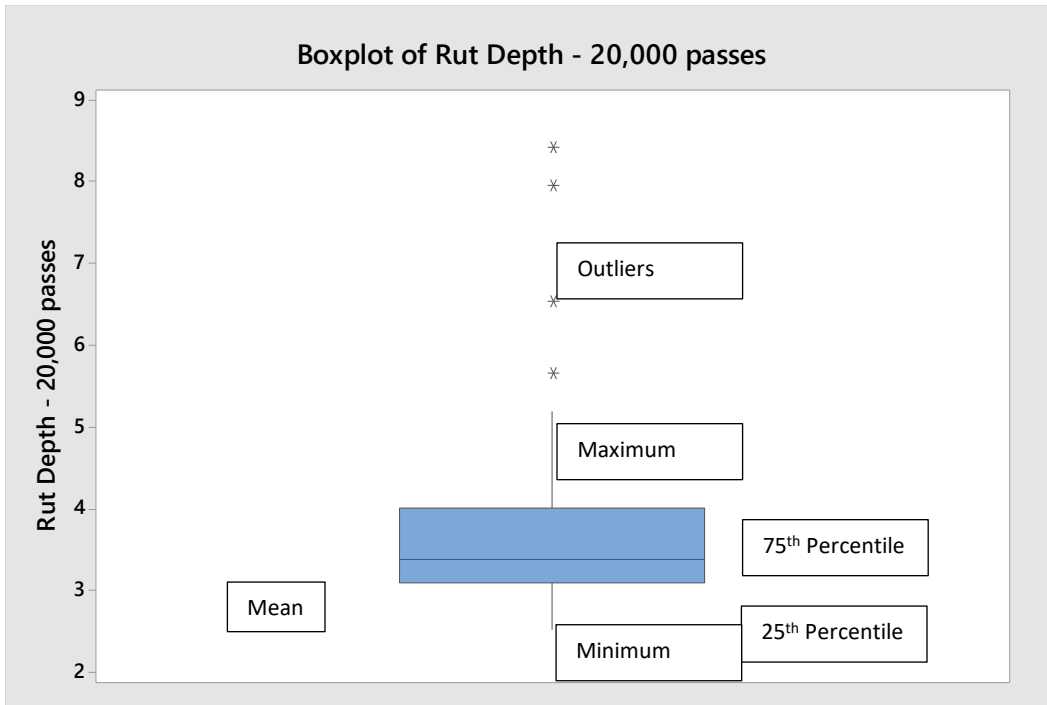 Boxplot of Rut Depth - 20,000 passes
Rut Depth - 20,000 passes
9
8
7
6
5
4
3
2
Outliers
Maximum
75th Percentile
Mean
25th Percentile
Minimum